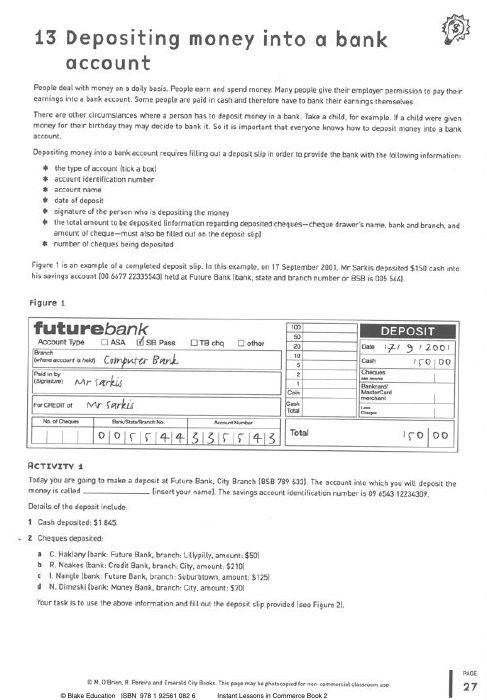 13 Depositing money into a bank
account
People deal with money on a daily basis. People earn and spend money. Many people give their employer permission to pay their
earnings into a bank account. Some people are paid in cash and therefore have to bank their earnings themselves.
There are other circumstances where a person has to deposit money in a bank. Take a child, for example. If a child were given
money for their birthday they may decide to bank it. So it is important that everyone knows how to deposit money into a bank
account.
Depositing money into a bank account requires filling out a deposit slip in order to provide the bank with the following information:
* the type of account (tick a box)
* account identification number
* account name
* date of deposit
* signature of the person who is depositing the money
* the total amount to be deposited (information regarding deposited cheques—cheque drawer's name, bank and branch, and
amount of cheque—must also be filled out on the deposit slip)
* number of cheques being deposited
Figure 1 is an example of a completed deposit slip. In this example, on 17 September 2001, Mr Sarkis deposited $150 cash into
his savings account (00 6677 22335543) held at Future Bank (bank, state and branch number or BSB is 005 544).
Figure 1
futurebank
Account Type ASA SB Pass TB chq other
Branch
(where account is held) Computer Bank
Paid in by
(Signature) Mr Sarkis
For CREDIT of Mr Sarkis
No. of Cheques Bank/State/Branch No. Account Number
0 0 5 5 4 4 3 3 5 5 4 3
100
50
20
10
5
2
1
Coin
Cash
Total
Total
DEPOSIT
Date 17/ 9 / 2001
Cash 150 00
Cheques
Bankcard/
MasterCard
merchant
Less
Charges
150 00
ACTIVITY 1
Today you are going to make a deposit at Future Bank, City Branch (BSB 789 633). The account into which you will deposit the
money is called ____________ (insert your name). The savings account identification number is 09 6543 12234309.
Details of the deposit include:
1 Cash deposited: $1 845.
2 Cheques deposited:
a C. Haklany (bank: Future Bank, branch: Lillypilly, amount: $50)
b R. Noakes (bank: Credit Bank, branch: City, amount: $210)
c I. Nangle (bank: Future Bank, branch: Suburbtown, amount: $125)
d N. Dimeski (bank: Money Bank, branch: City, amount: $70)
Your task is to use the above information and fill out the deposit slip provided (see Figure 2).
© M. O'Brien, R. Pereira and Emerald City Books. This page may be photocopied for non-commercial classroom use.
PAGE
27
© Blake Education ISBN 978 1 92561 082 6 Instant Lessons in Commerce Book 2